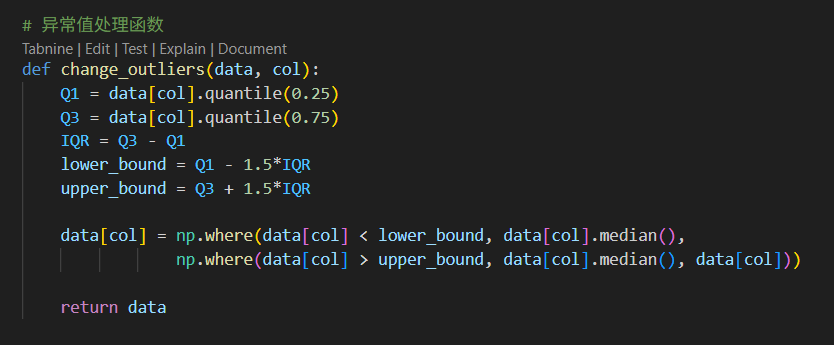 # 异常值处理函数
Tabnine | Edit | Test | Explain | Document
def change_outliers(data, col):
    Q1 = data[col].quantile(0.25)
    Q3 = data[col].quantile(0.75)
    IQR = Q3 - Q1
    lower_bound = Q1 - 1.5*IQR
    upper_bound = Q3 + 1.5*IQR
    data[col] = np.where(data[col] < lower_bound, data[col].median(),
                np.where(data[col] > upper_bound, data[col].median(), data[col]))
    return data